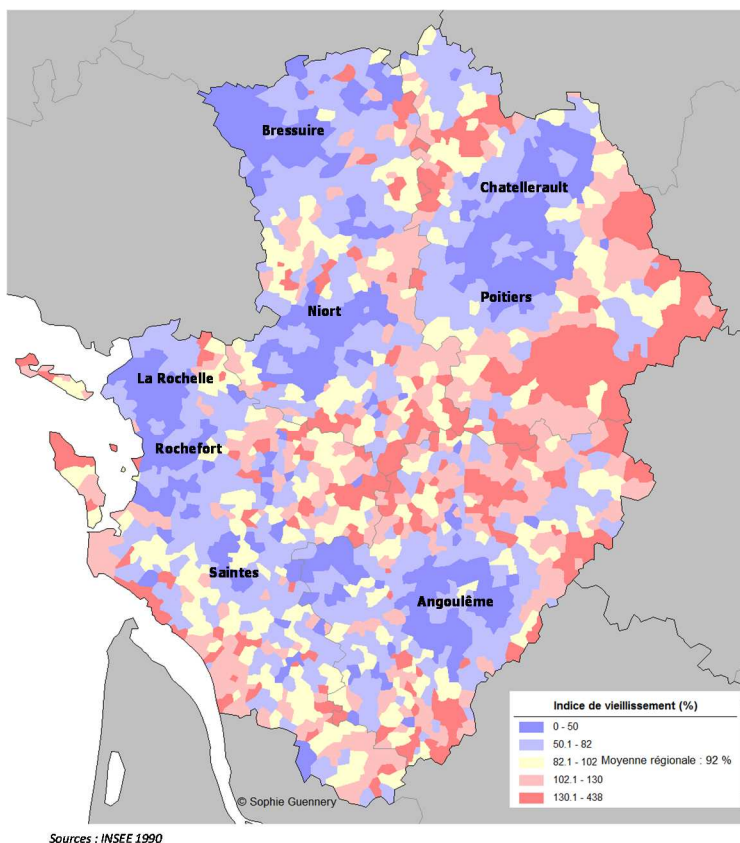 Bressuire
Chatellerault
Poitiers
Niort
La Rochelle
Rochefort
Saintes
Angoulême
Indice de vieillissement (%)
0 - 50
50.1 - 82
82.1 - 102 Moyenne régionale : 92 %
102.1 - 130
130.1 - 438
© Sophie Guennery
Sources : INSEE 1990